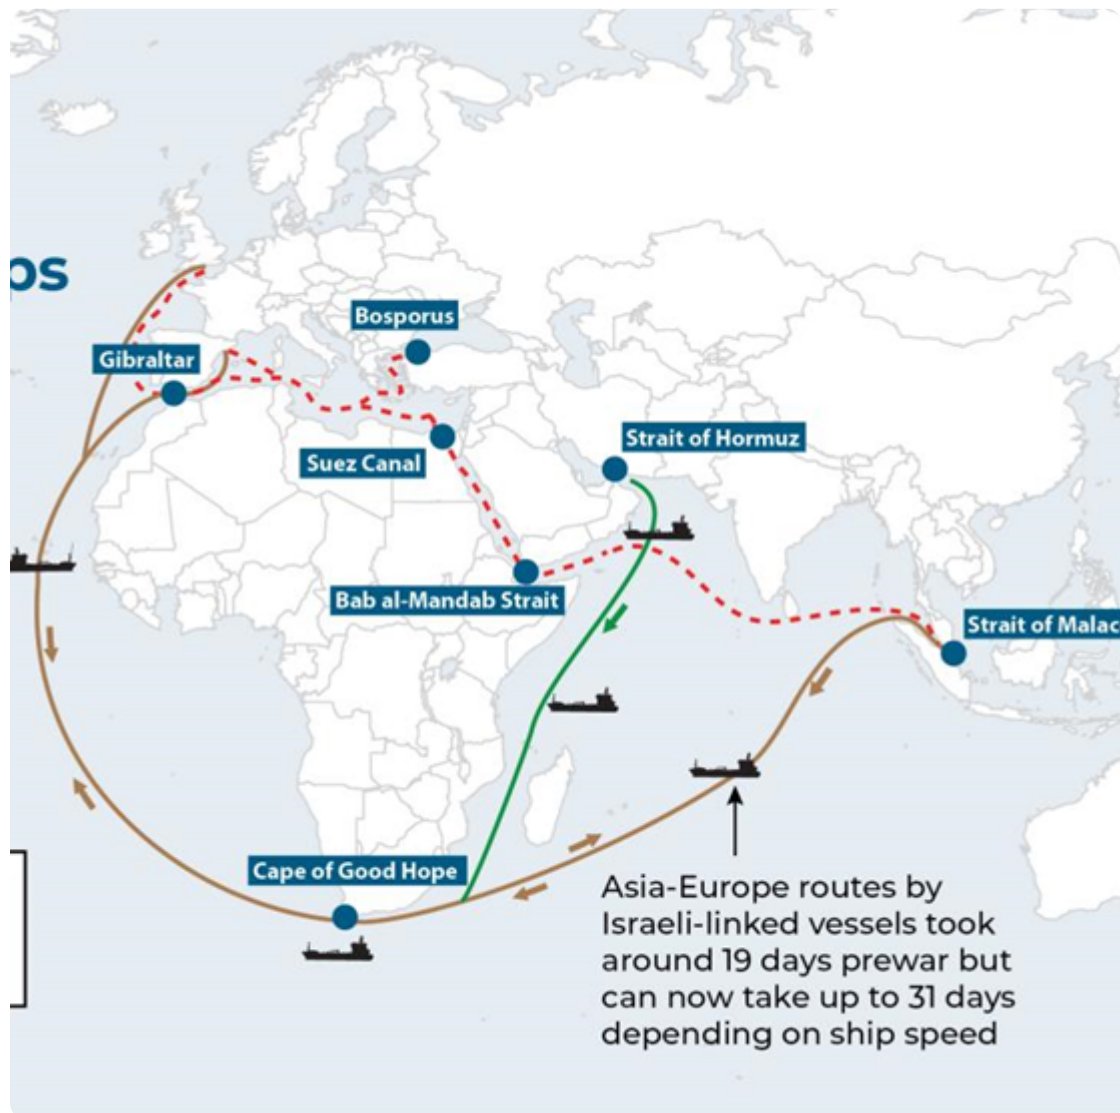 ps
Bosporus
Gibraltar
Strait of Hormuz
Suez Canal
Bab al-Mandab Strait
Strait of Malac
Cape of Good Hope
Asia-Europe routes by
Israeli-linked vessels took
around 19 days prewar but
can now take up to 31 days
depending on ship speed